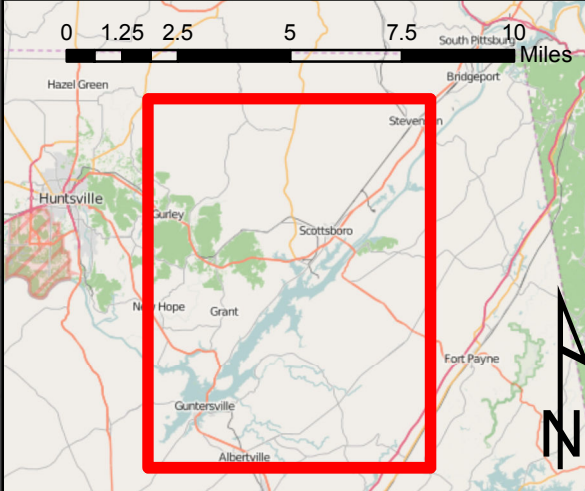 0 1.25 2.5 5 7.5 10
Miles
South Pittsburg
Bridgeport
Hazel Green
Stevenson
Huntsville
Gurley
Scottsboro
New Hope
Grant
Fort Payne
Guntersville
Albertville
N